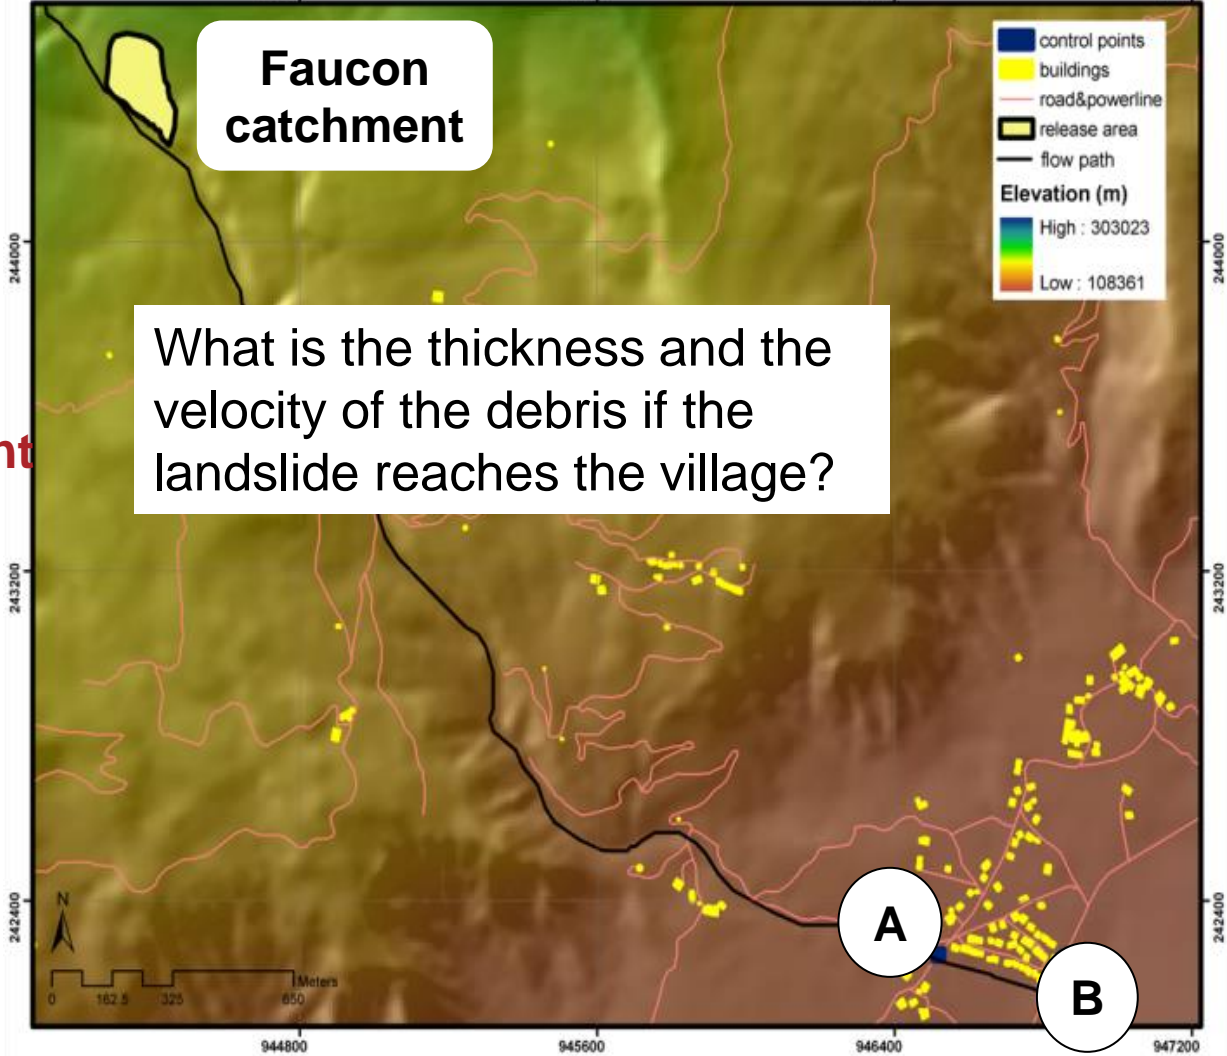 Faucon
catchment
control points
buildings
road&powerline
release area
flow path
Elevation (m)
High : 303023
Low : 108361
244000
244000
What is the thickness and the
velocity of the debris if the
landslide reaches the village?
nt
243200
243200
N
242400
242400
A
B
Meters
0 162.5 325 650
944800 945600 946400 947200